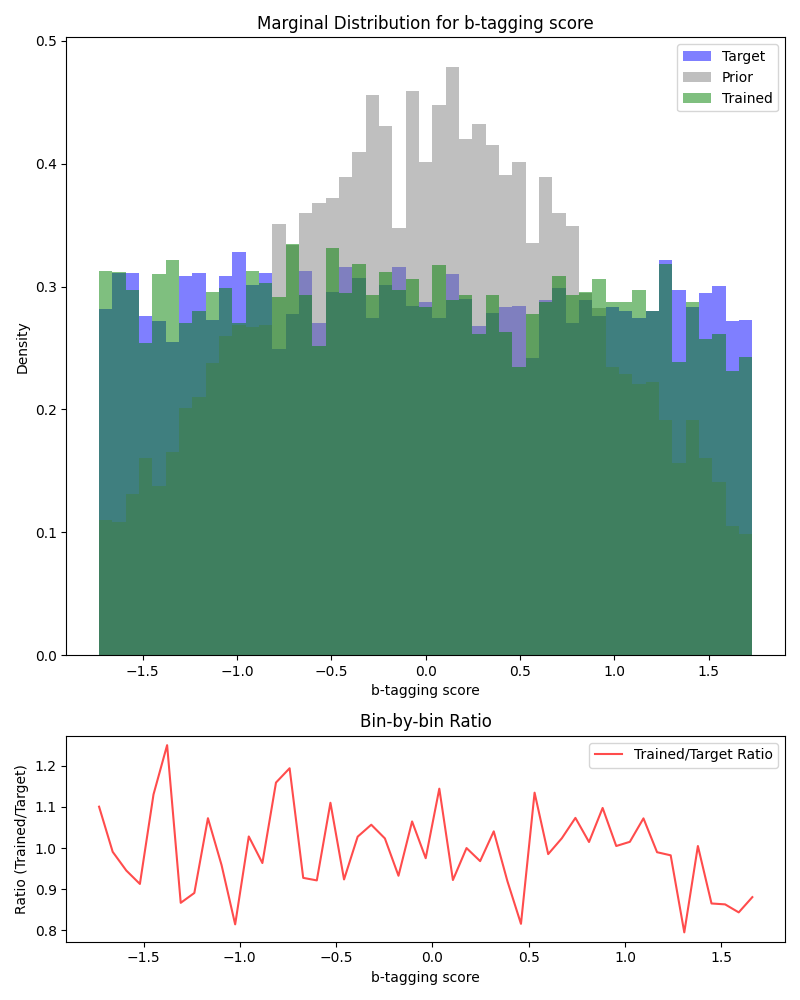 Marginal Distribution for b-tagging score
Target
Prior
Trained
Density
0.5
0.4
0.3
0.2
0.1
0.0
−1.5 −1.0 −0.5 0.0 0.5 1.0 1.5
b-tagging score
Bin-by-bin Ratio
Trained/Target Ratio
Ratio (Trained/Target)
1.2
1.1
1.0
0.9
0.8
−1.5 −1.0 −0.5 0.0 0.5 1.0 1.5
b-tagging score